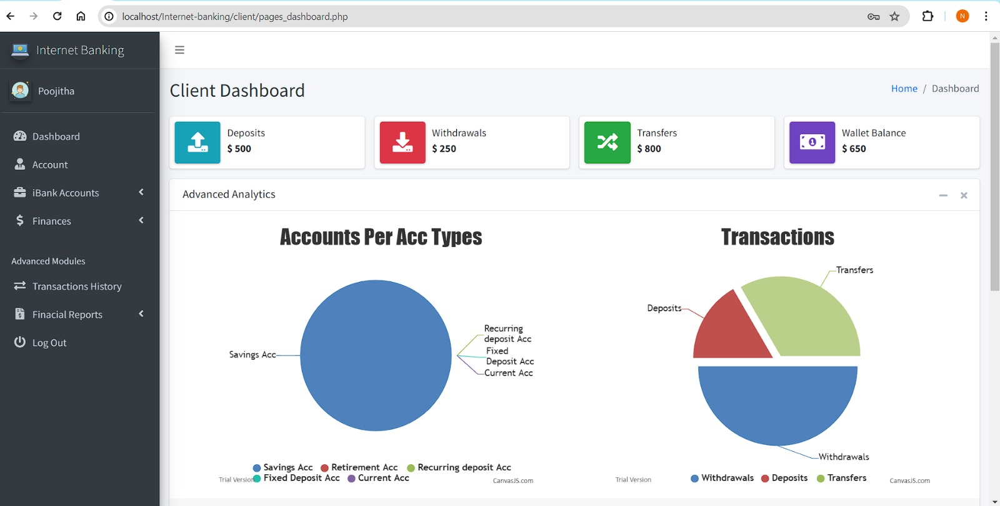 localhost/Internet-banking/client/pages_dashboard.php
N
Internet Banking
Poojitha
Dashboard
Account
iBank Accounts
Finances
Advanced Modules
Transactions History
Finacial Reports
Log Out
Client Dashboard
Home / Dashboard
Deposits
$ 500
Withdrawals
$ 250
Transfers
$ 800
Wallet Balance
$ 650
Advanced Analytics
Accounts Per Acc Types
Savings Acc
Recurring
deposit Acc
Fixed
Deposit Acc
Current Acc
Savings Acc Retirement Acc Recurring deposit Acc
Fixed Deposit Acc Current Acc
Trial Version
CanvasJS.com
Transactions
Transfers
Deposits
Withdrawals
Withdrawals Deposits Transfers
Trial Version
CanvasJS.com